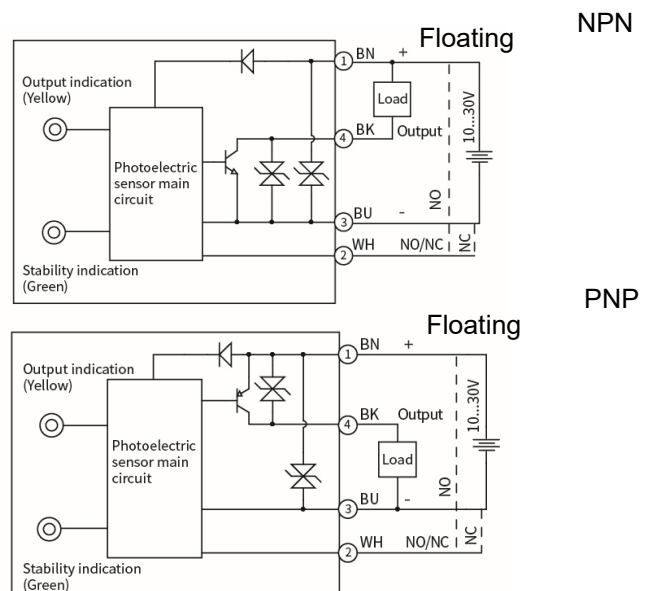 NPN
Floating
Output indication
(Yellow)
Photoelectric
sensor main
circuit
Stability indication
(Green)
1 BN +
Load
4 BK Output
10...30V
3 BU -
NO
2 WH NO/NC
NC
PNP
Floating
Output indication
(Yellow)
Photoelectric
sensor main
circuit
Stability indication
(Green)
1 BN +
4 BK Output
10...30V
Load
3 BU -
NO
2 WH NO/NC
NC